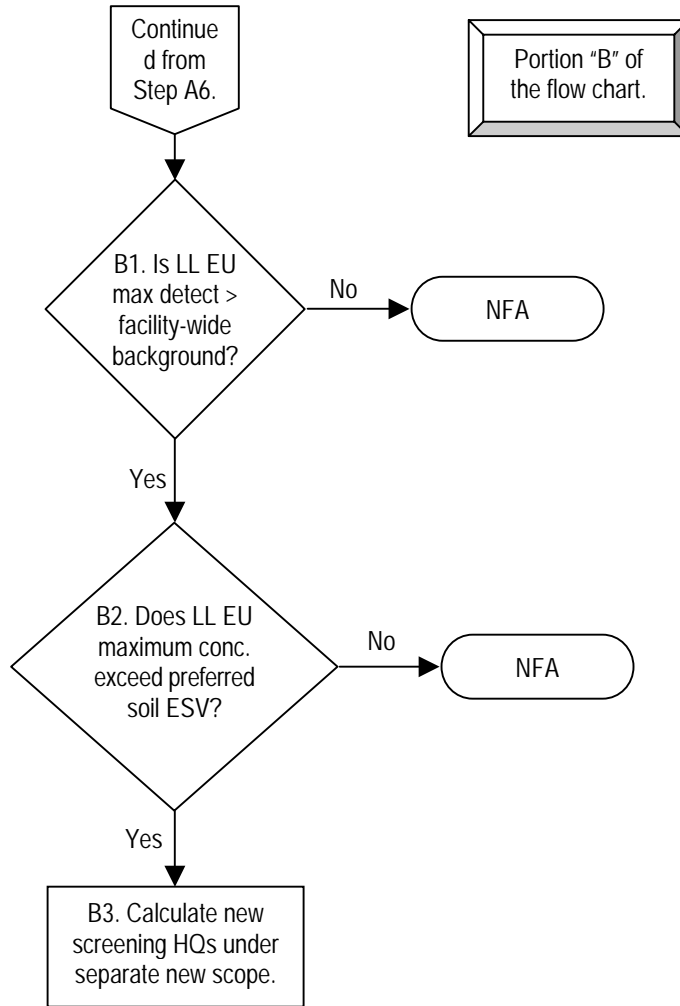 Continue
d from
Step A6.
Portion “B” of
the flow chart.
B1. Is LL EU
max detect >
facility-wide
background?
No
NFA
Yes
B2. Does LL EU
maximum conc.
exceed preferred
soil ESV?
No
NFA
Yes
B3. Calculate new
screening HQs under
separate new scope.